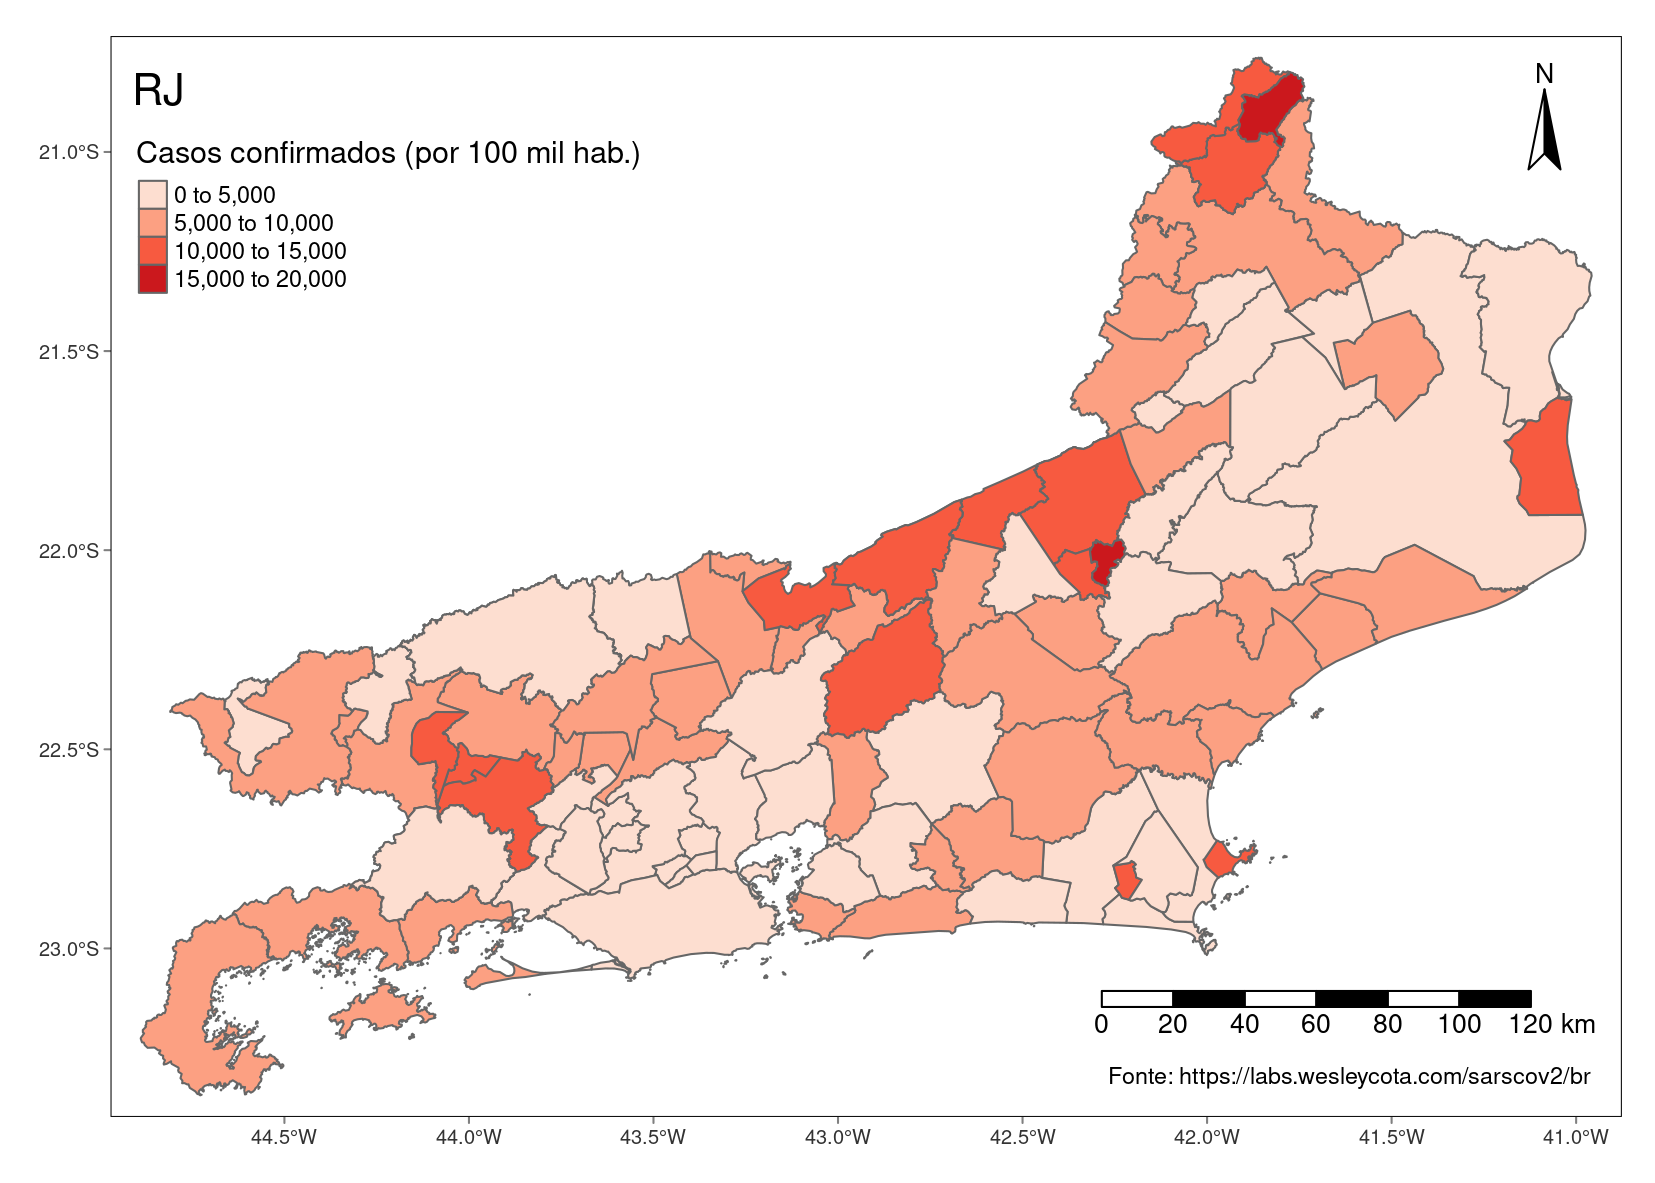 RJ
N
Casos confirmados (por 100 mil hab.)
0 to 5,000
5,000 to 10,000
10,000 to 15,000
15,000 to 20,000
21.0°S
21.5°S
22.0°S
22.5°S
23.0°S
0 20 40 60 80 100 120 km
Fonte: https://labs.wesleycota.com/sarscov2/br
44.5°W 44.0°W 43.5°W 43.0°W 42.5°W 42.0°W 41.5°W 41.0°W